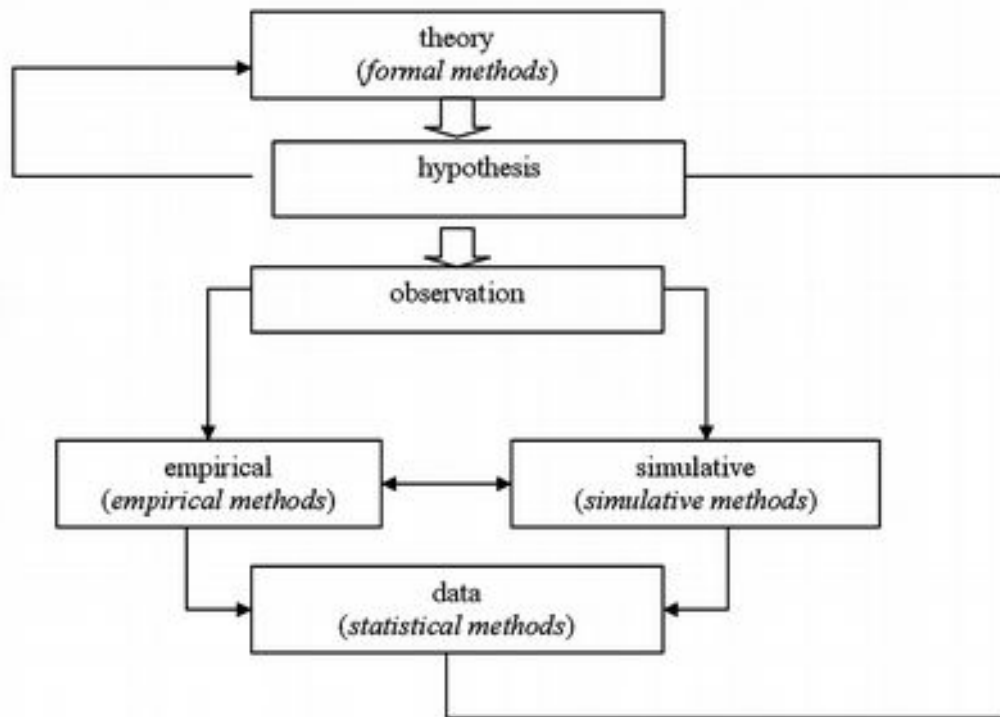 theory
(formal methods)
hypothesis
observation
empirical
(empirical methods)
simulative
(simulative methods)
data
(statistical methods)